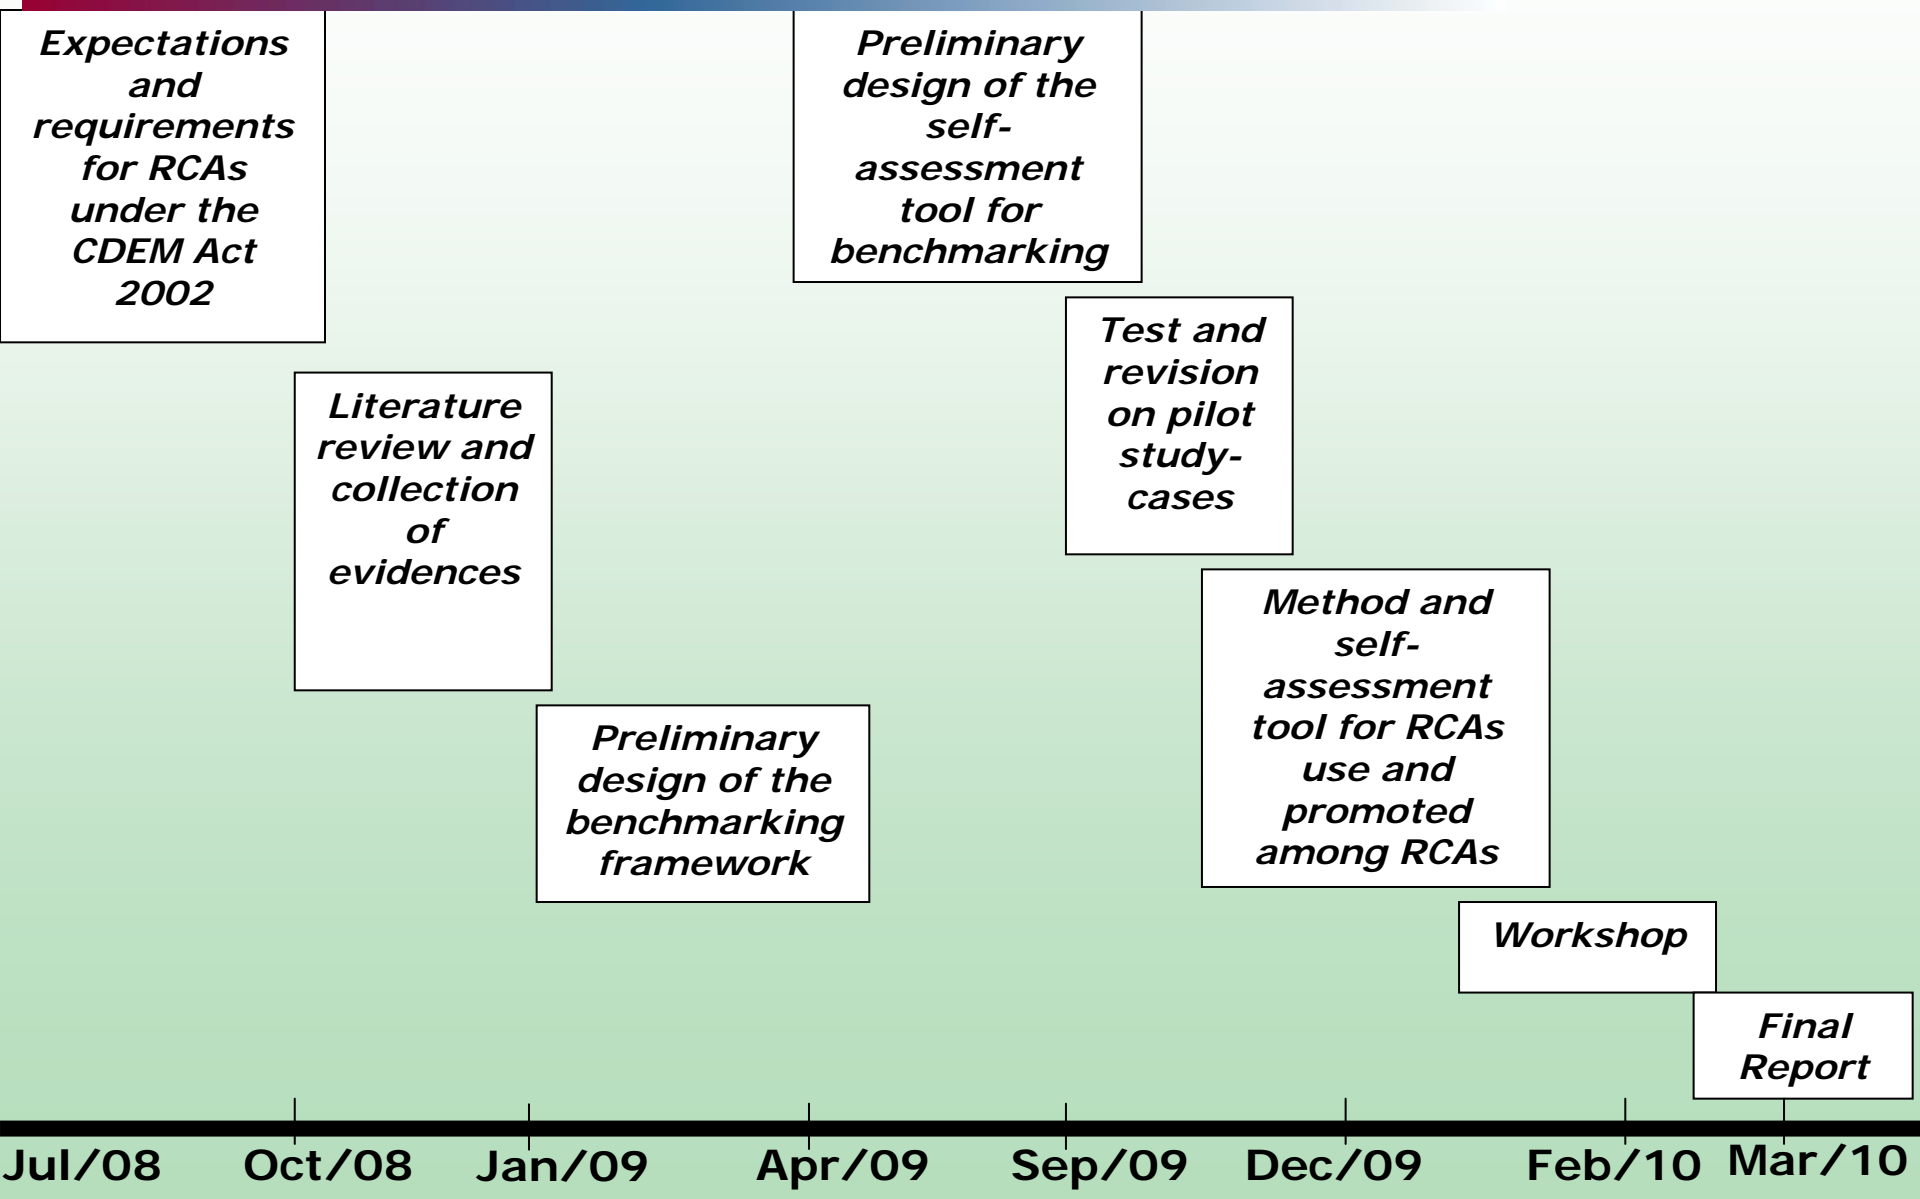 Expectations
and
requirements
for RCAs
under the
CDEM Act
2002
Literature
review and
collection
of
evidences
Preliminary
design of the
benchmarking
framework
Preliminary
design of the
self-
assessment
tool for
benchmarking
Test and
revision
on pilot
study-
cases
Method and
self-
assessment
tool for RCAs
use and
promoted
among RCAs
Workshop
Final
Report
Jul/08 Oct/08 Jan/09 Apr/09 Sep/09 Dec/09 Feb/10 Mar/10